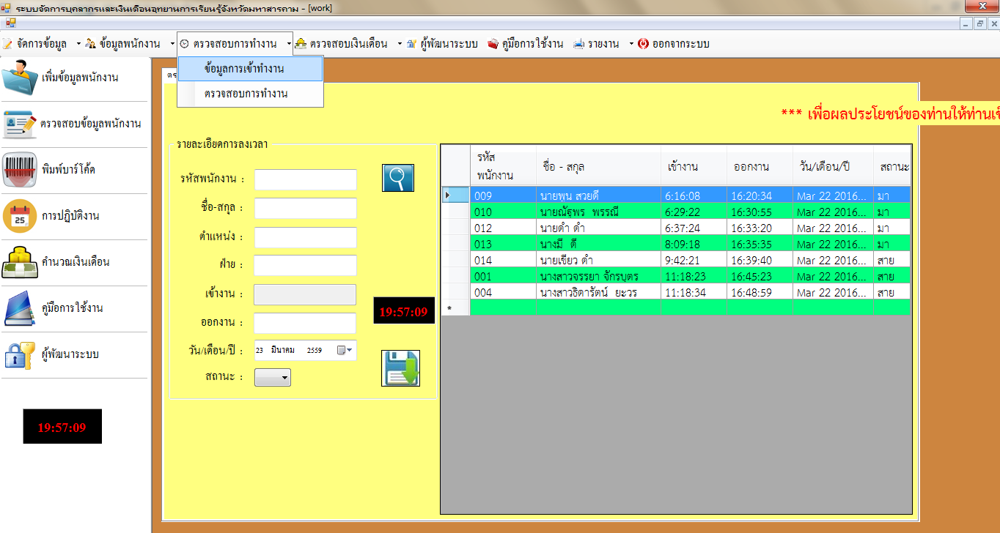 ระบบจัดการบุคลากรและเงินเดือนอุทยานการเรียนรู้จังหวัดมหาสารคาม - [work]
จัดการข้อมูล ข้อมูลพนักงาน ตรวจสอบการทำงาน ตรวจสอบเงินเดือน ผู้พัฒนาระบบ คู่มือการใช้งาน รายงาน ออกจากระบบ
ข้อมูลการเข้าทำงาน
ตรวจสอบการทำงาน
เพิ่มข้อมูลพนักงาน
ตรวจสอบข้อมูลพนักงาน
พิมพ์บาร์โค้ด
25 การปฏิบัติงาน
คำนวณเงินเดือน
คู่มือการใช้งาน
ผู้พัฒนาระบบ
19:57:09
ตร
*** เพื่อผลประโยชน์ของท่านให้ท่านเข้
รายละเอียดการลงเวลา
รหัสพนักงาน :
ชื่อ-สกุล :
ตำแหน่ง :
ฝ่าย :
เข้างาน :
ออกงาน :
วัน/เดือน/ปี : 23 มีนาคม 2559
สถานะ :
19:57:09
รหัสพนักงาน ชื่อ - สกุล เข้างาน ออกงาน วัน/เดือน/ปี สถานะ
009 นายพูน สวยดี 6:16:08 16:20:34 Mar 22 2016... มา
010 นายณัฐพร พรรณี 6:29:22 16:30:55 Mar 22 2016... มา
012 นายดำ ดำ 6:37:24 16:33:20 Mar 22 2016... มา
013 นางมี ดี 8:09:18 16:35:35 Mar 22 2016... มา
014 นายเขียว ดำ 9:42:21 16:39:40 Mar 22 2016... สาย
001 นางสาวจรรยา จักรบุตร 11:18:23 16:45:23 Mar 22 2016... สาย
004 นางสาวธิดารัตน์ ยะวร 11:18:34 16:48:59 Mar 22 2016... สาย
*